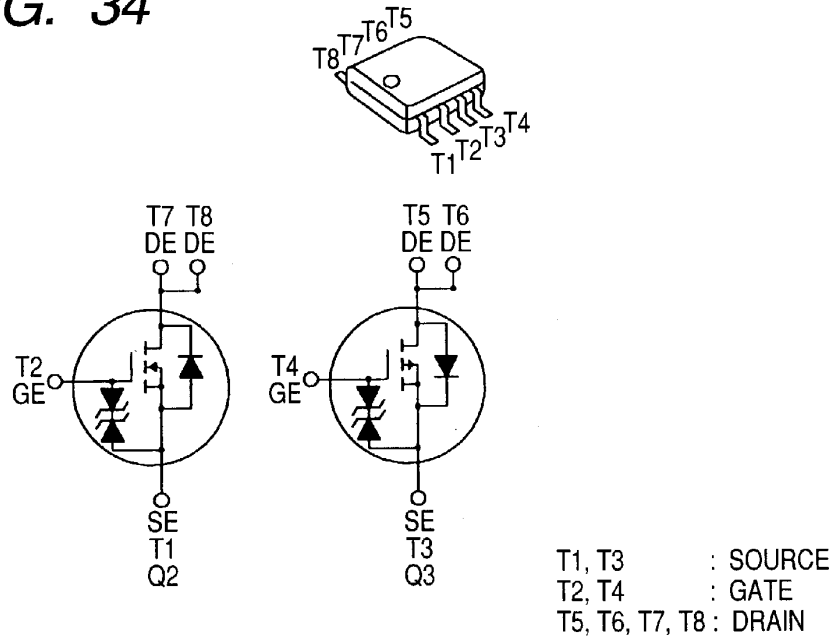 G. 34
T8 T7 T6 T5
T1 T2 T3 T4
T7 T8
DE DE
T5 T6
DE DE
T2
GE
T4
GE
SE
T1
Q2
SE
T3
Q3
T1, T3 : SOURCE
T2, T4 : GATE
T5, T6, T7, T8 : DRAIN